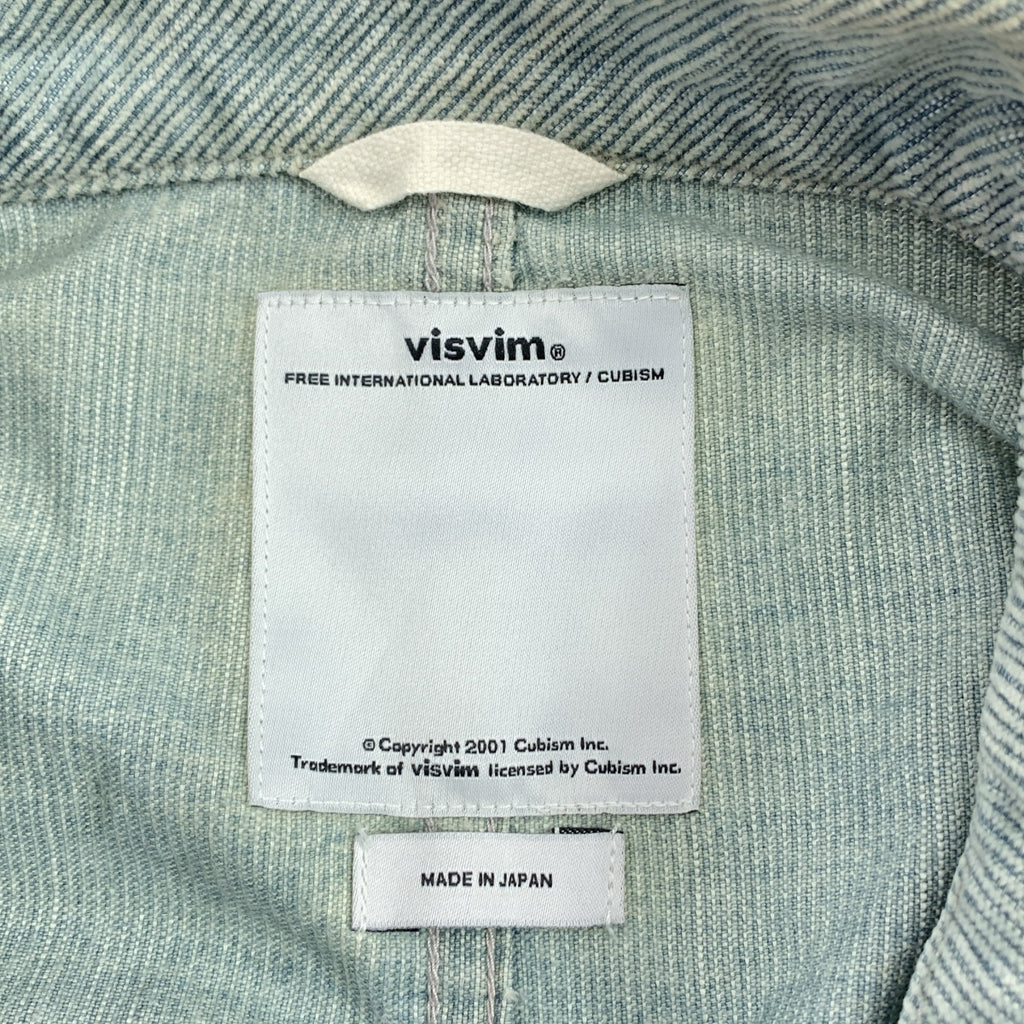 visvim®
FREE INTERNATIONAL LABORATORY / CUBISM
© Copyright 2001 Cubism Inc.
Trademark of visvim licensed by Cubism Inc.
MADE IN JAPAN